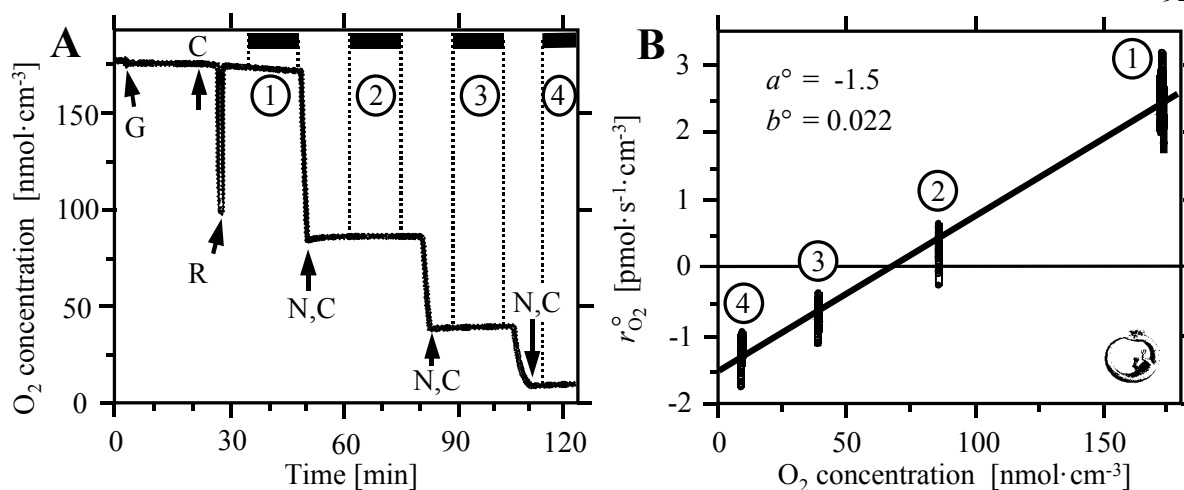 A
O₂ concentration [nmol·cm⁻³]
150
100
50
0
C
G
R
N,C
N,C
N,C
① ② ③ ④
0 30 60 90 120
Time [min]
B
r°O₂ [pmol·s⁻¹·cm⁻³]
3
2
1
0
-1
-2
a° = -1.5
b° = 0.022
①
②
③
④
0 50 100 150
O₂ concentration [nmol·cm⁻³]